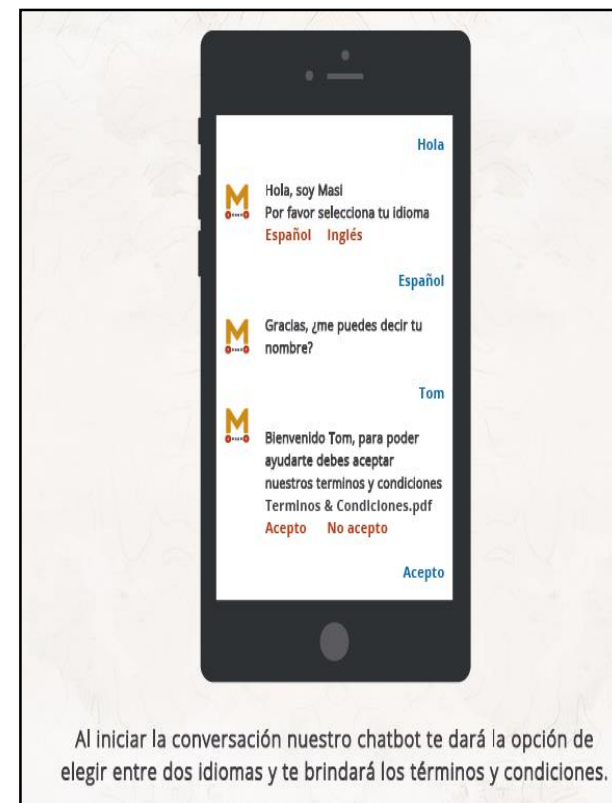 Hola
M
Hola, soy Masi
Por favor selecciona tu idioma
Español Inglés
Español
M
Gracias, ¿me puedes decir tu
nombre?
Tom
M
Bienvenido Tom, para poder
ayudarte debes aceptar
nuestros terminos y condiciones
Terminos & Condiciones.pdf
Acepto No acepto
Acepto
Al iniciar la conversación nuestro chatbot te dará la opción de
elegir entre dos idiomas y te brindará los términos y condiciones.